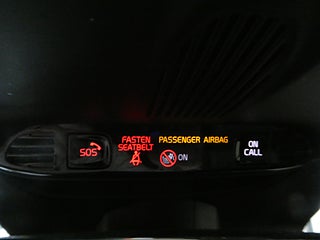 SOS
FASTEN
SEATBELT
PASSENGER AIRBAG
ON
ON
CALL